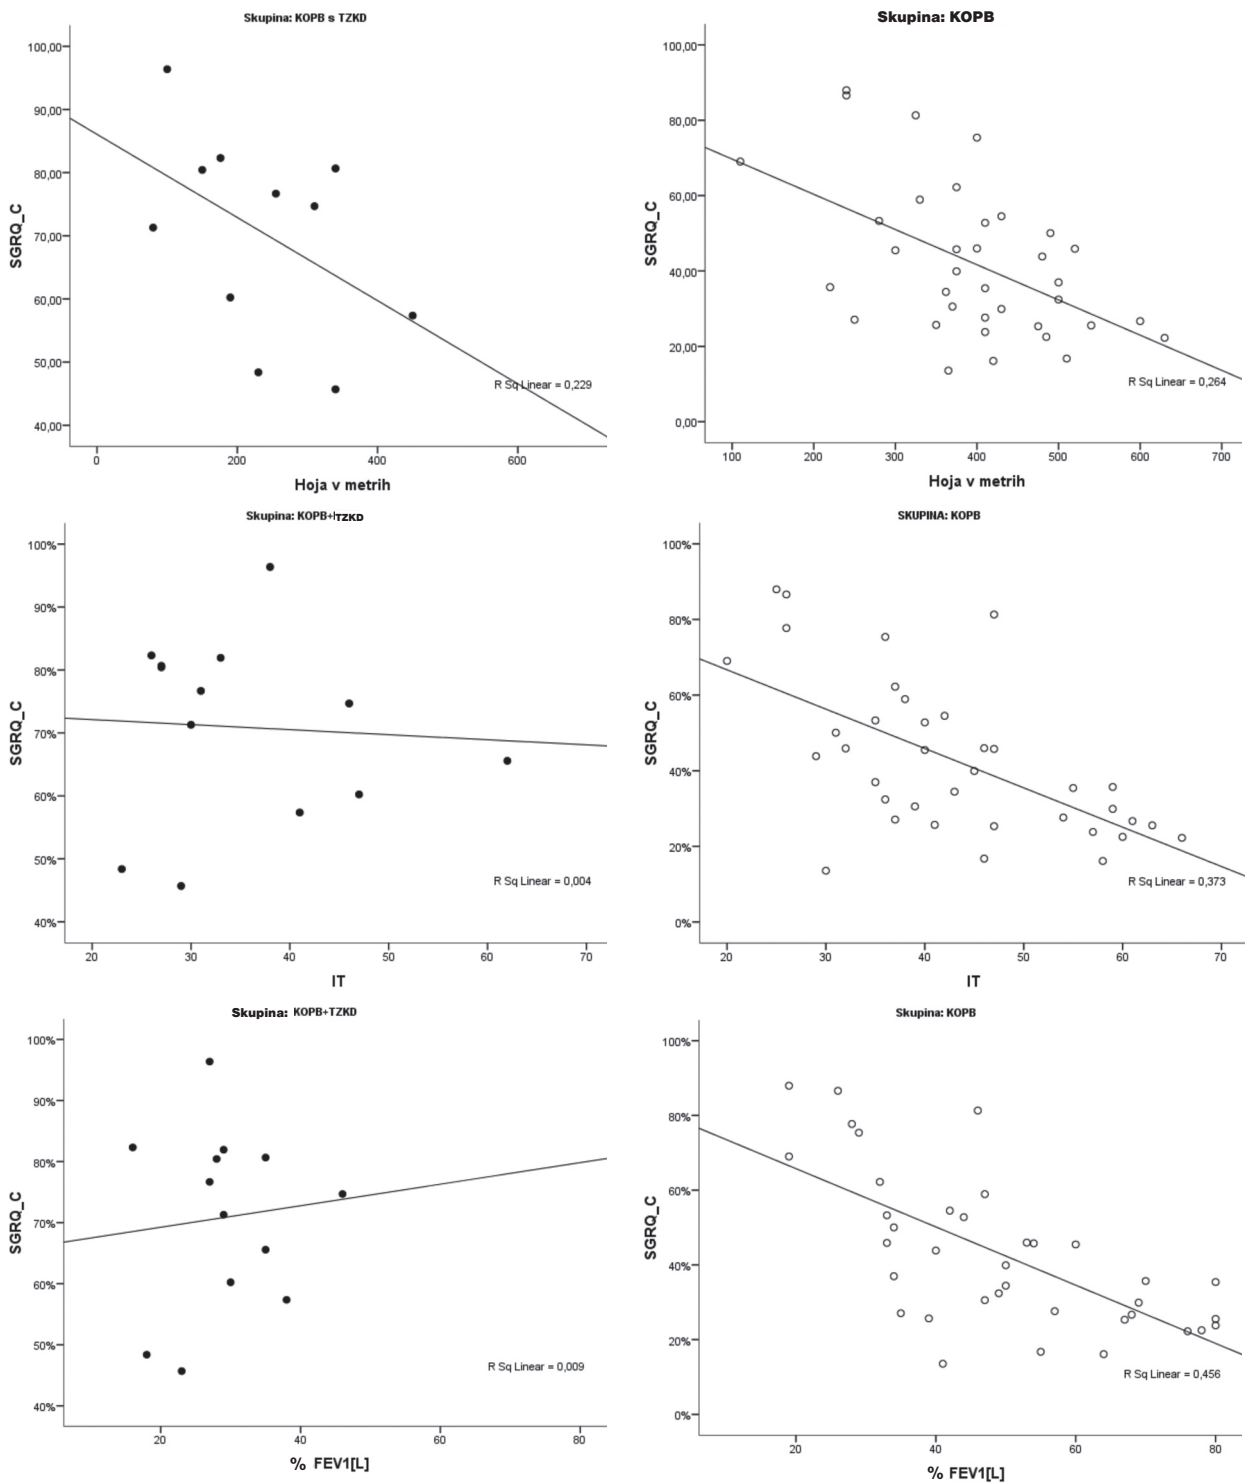 Skupina: KOPB s TZKD
100,00
90,00
80,00
70,00
60,00
50,00
40,00
SGRQ_C
R Sq Linear = 0,229
0 200 400 600
Hoja v metrih
Skupina: KOPB
100,00
80,00
60,00
40,00
20,00
0,00
SGRQ_C
R Sq Linear = 0,264
100 200 300 400 500 600 700
Hoja v metrih
Skupina: KOPB+TZKD
100%
90%
80%
70%
60%
50%
40%
SGRQ_C
R Sq Linear = 0,004
20 30 40 50 60 70
IT
SKUPINA: KOPB
100%
80%
60%
40%
20%
0%
SGRQ_C
R Sq Linear = 0,373
20 30 40 50 60 70
IT
Skupina: KOPB+TZKD
100%
90%
80%
70%
60%
50%
40%
SGRQ_C
R Sq Linear = 0,009
20 40 60 80
% FEV1[L]
Skupina: KOPB
100%
80%
60%
40%
20%
0%
SGRQ_C
R Sq Linear = 0,456
20 40 60 80
% FEV1[L]